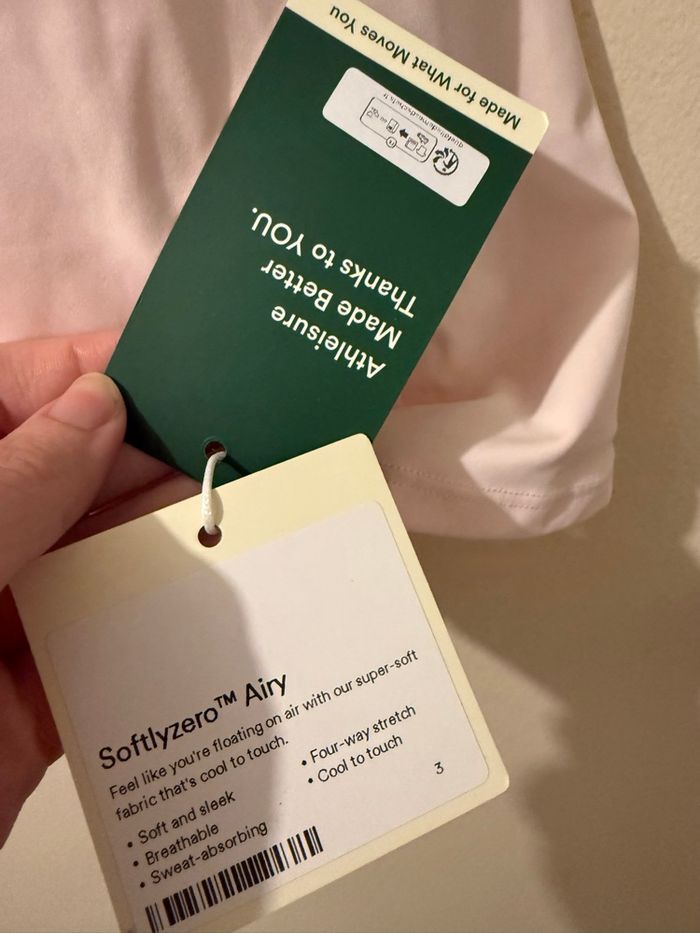 Made for What Moves You
quefairedemesdechets.fr
Athleisure
Made Better
Thanks to YOU.
Softlyzero™ Airy
Feel like you're floating on air with our super-soft
fabric that's cool to touch.
• Soft and sleek
• Breathable
• Sweat-absorbing
• Four-way stretch
• Cool to touch
3